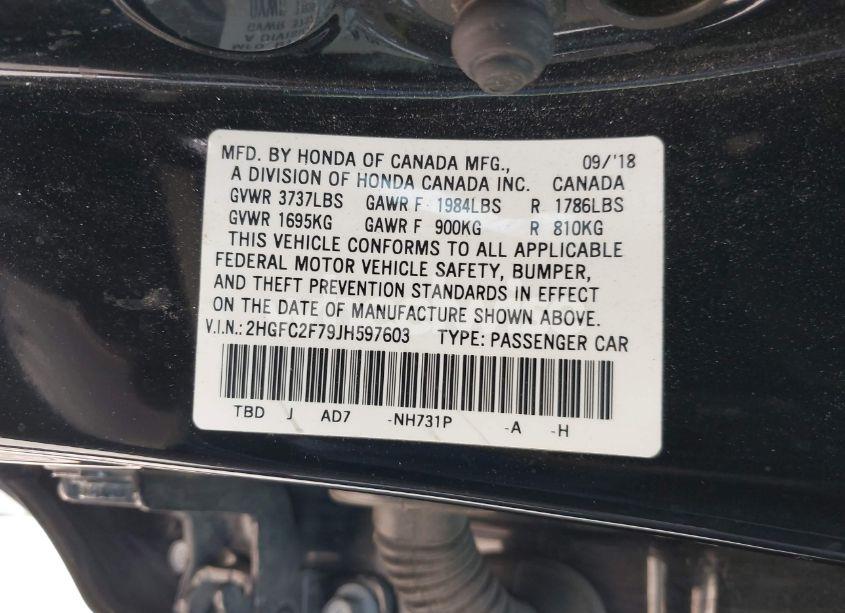 MFD. BY HONDA OF CANADA MFG., 09/'18
A DIVISION OF HONDA CANADA INC. CANADA
GVWR 3737LBS GAWR F 1984LBS R 1786LBS
GVWR 1695KG GAWR F 900KG R 810KG
THIS VEHICLE CONFORMS TO ALL APPLICABLE
FEDERAL MOTOR VEHICLE SAFETY, BUMPER,
AND THEFT PREVENTION STANDARDS IN EFFECT
ON THE DATE OF MANUFACTURE SHOWN ABOVE.
V.I.N.: 2HGFC2F79JH597603 TYPE: PASSENGER CAR
TBD J AD7 -NH731P -A -H